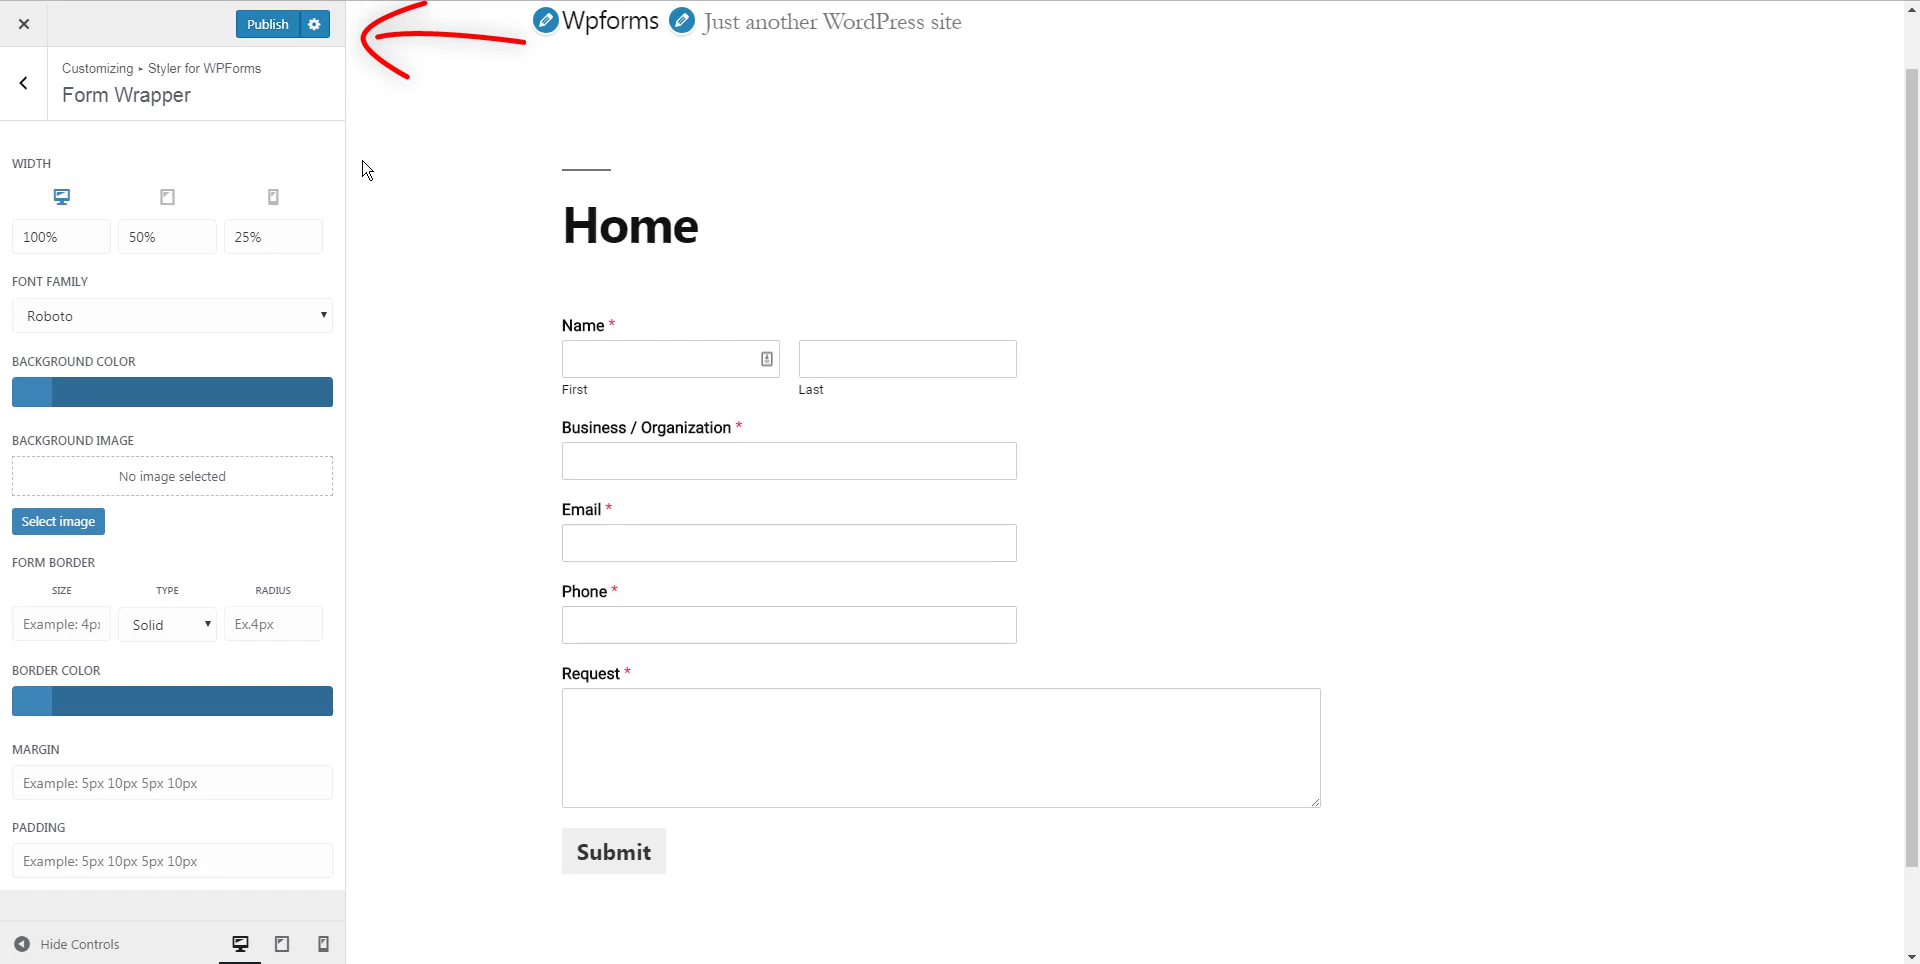 Publish
Customizing ▸ Styler for WPForms
Form Wrapper
WIDTH
100% 50% 25%
FONT FAMILY
Roboto
BACKGROUND COLOR
BACKGROUND IMAGE
No image selected
Select image
FORM BORDER
SIZE TYPE RADIUS
Example: 4px Solid Ex.4px
BORDER COLOR
MARGIN
Example: 5px 10px 5px 10px
PADDING
Example: 5px 10px 5px 10px
Hide Controls
Wpforms Just another WordPress site
Home
Name *
First Last
Business / Organization *
Email *
Phone *
Request *
Submit